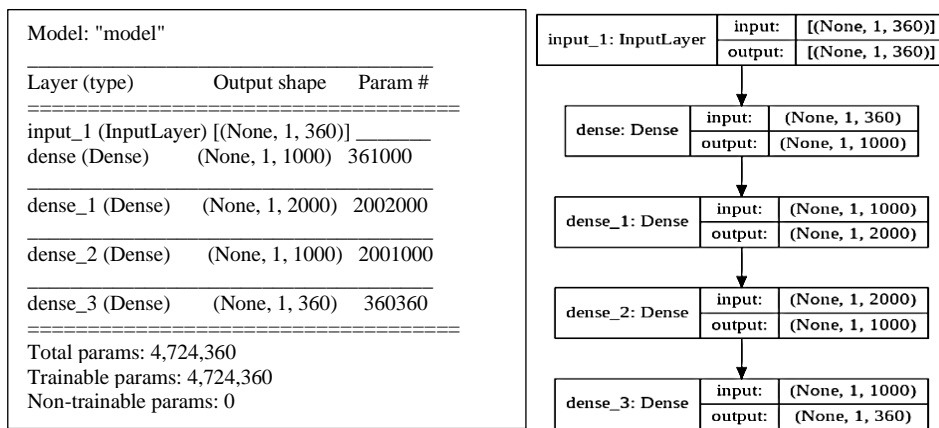 Model: "model"
Layer (type) Output shape Param #
input_1 (InputLayer) [(None, 1, 360)] _______
dense (Dense) (None, 1, 1000) 361000
dense_1 (Dense) (None, 1, 2000) 2002000
dense_2 (Dense) (None, 1, 1000) 2001000
dense_3 (Dense) (None, 1, 360) 360360
Total params: 4,724,360
Trainable params: 4,724,360
Non-trainable params: 0
input_1: InputLayer
input: [(None, 1, 360)]
output: [(None, 1, 360)]
dense: Dense
input: (None, 1, 360)
output: (None, 1, 1000)
dense_1: Dense
input: (None, 1, 1000)
output: (None, 1, 2000)
dense_2: Dense
input: (None, 1, 2000)
output: (None, 1, 1000)
dense_3: Dense
input: (None, 1, 1000)
output: (None, 1, 360)